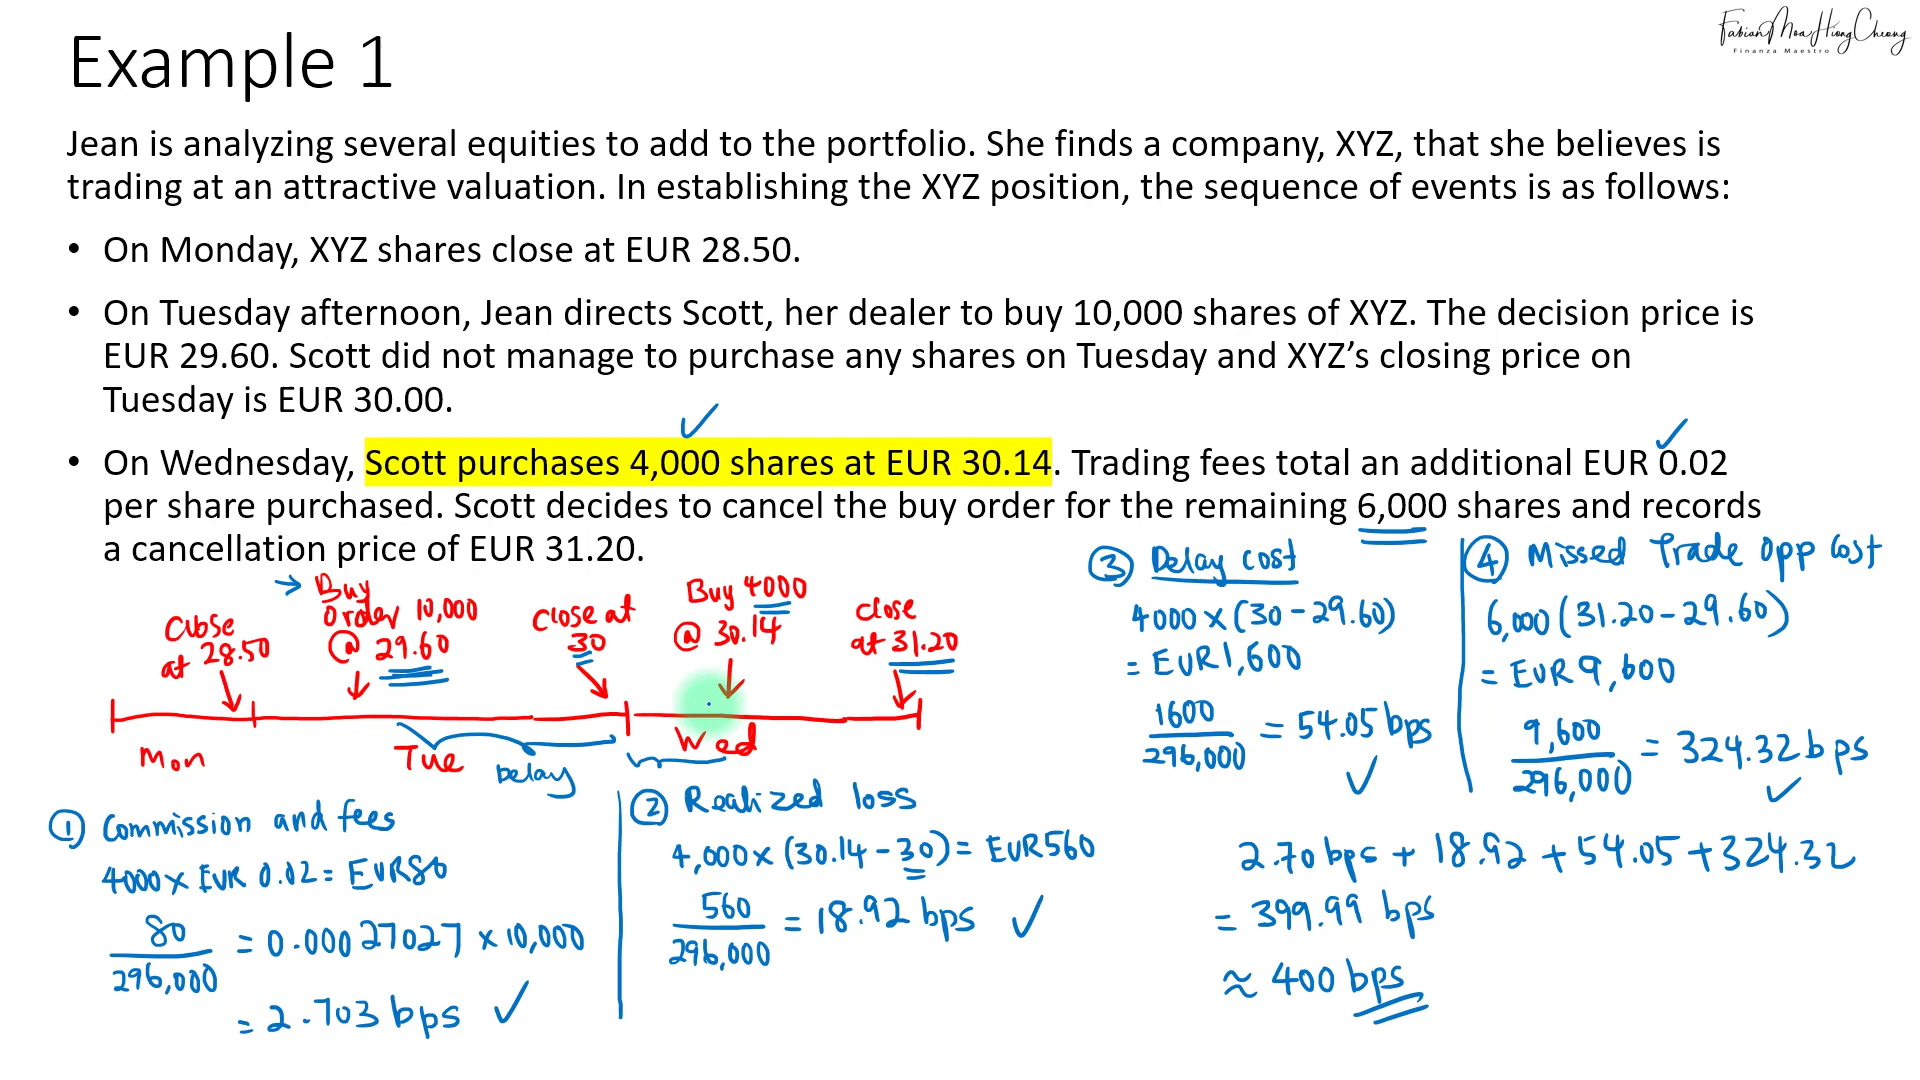 Fabian Moa Hiong Cheong
Finanza Maestro
Example 1
Jean is analyzing several equities to add to the portfolio. She finds a company, XYZ, that she believes is
trading at an attractive valuation. In establishing the XYZ position, the sequence of events is as follows:
• On Monday, XYZ shares close at EUR 28.50.
• On Tuesday afternoon, Jean directs Scott, her dealer to buy 10,000 shares of XYZ. The decision price is
EUR 29.60. Scott did not manage to purchase any shares on Tuesday and XYZ’s closing price on
Tuesday is EUR 30.00.
• On Wednesday, Scott purchases 4,000 shares at EUR 30.14. Trading fees total an additional EUR 0.02
per share purchased. Scott decides to cancel the buy order for the remaining 6,000 shares and records
a cancellation price of EUR 31.20.
Close
at 28.50
→ Buy
order 10,000
@ 29.60
Close at
30
Buy 4000
@ 30.14
Close
at 31.20
Mon
Tue
Wed
Delay
① Commission and fees
4000 × EUR 0.02 = EUR80
80
296,000
= 0.00027027 × 10,000
= 2.703 bps ✓
② Realized loss
4,000 × (30.14 - 30) = EUR560
560
296,000
= 18.92 bps ✓
③ Delay cost
4000 × (30 - 29.60)
= EUR1,600
1600
296,000
= 54.05 bps
✓
④ Missed Trade opp cost
6,000 (31.20 - 29.60)
= EUR 9,600
9,600
296,000
= 324.32 bps
✓
2.70 bps + 18.92 + 54.05 + 324.32
= 399.99 bps
≈ 400 bps